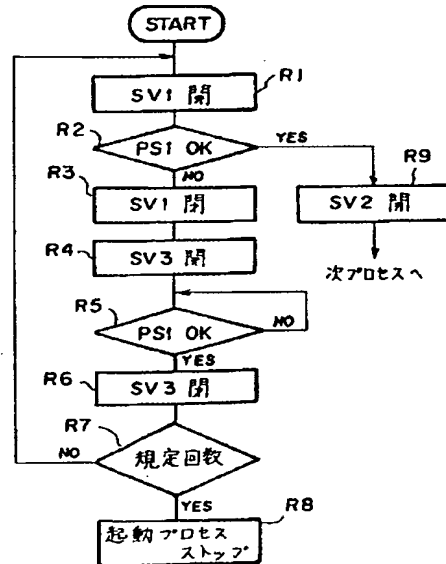 START
R1
SV1 開
R2
PS1 OK
YES
NO
R9
SV2 開
次プロセスへ
R3
SV1 閉
R4
SV3 開
R5
PS1 OK
NO
YES
R6
SV3 閉
R7
規定回数
NO
YES
R8
起動プロセス
ストップ